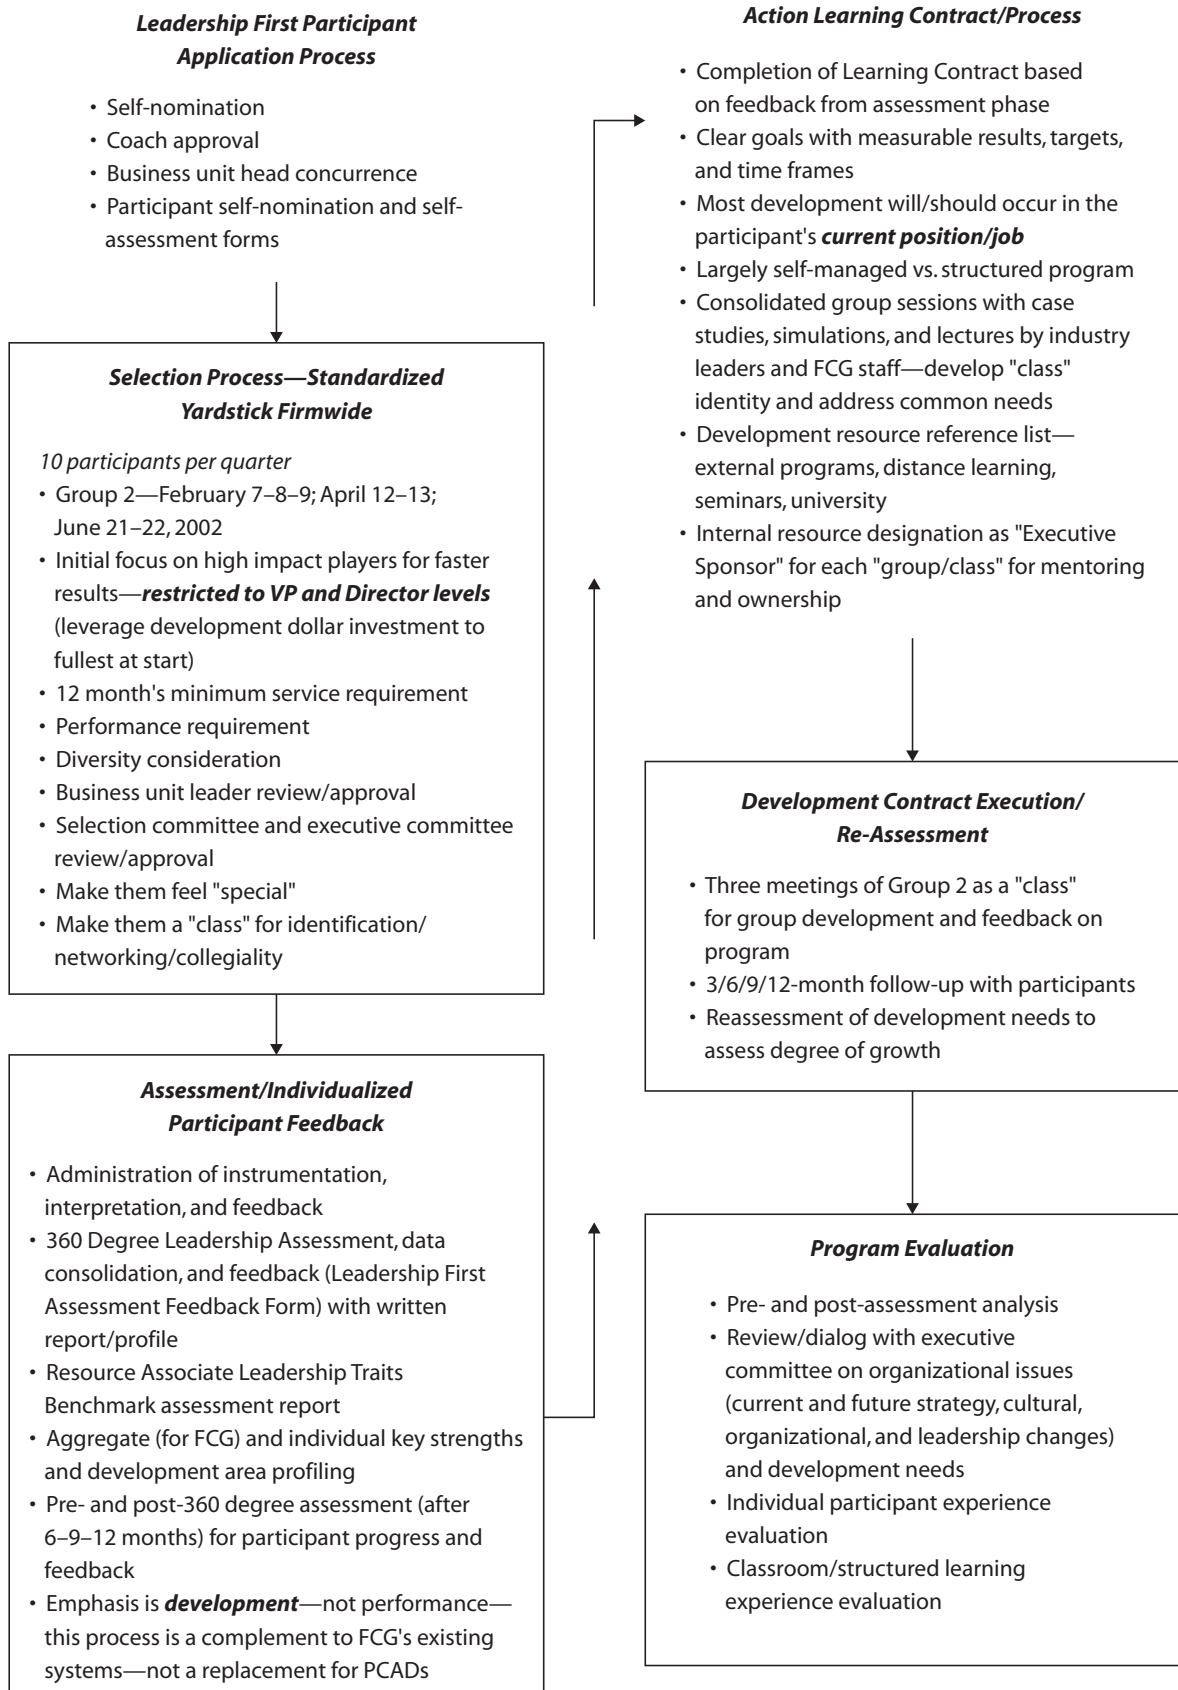 Leadership First Participant
Application Process
• Self-nomination
• Coach approval
• Business unit head concurrence
• Participant self-nomination and self-
assessment forms
Selection Process—Standardized
Yardstick Firmwide
10 participants per quarter
• Group 2—February 7–8–9; April 12–13;
June 21–22, 2002
• Initial focus on high impact players for faster
results—restricted to VP and Director levels
(leverage development dollar investment to
fullest at start)
• 12 month's minimum service requirement
• Performance requirement
• Diversity consideration
• Business unit leader review/approval
• Selection committee and executive committee
review/approval
• Make them feel "special"
• Make them a "class" for identification/
networking/collegiality
Assessment/Individualized
Participant Feedback
• Administration of instrumentation,
interpretation, and feedback
• 360 Degree Leadership Assessment, data
consolidation, and feedback (Leadership First
Assessment Feedback Form) with written
report/profile
• Resource Associate Leadership Traits
Benchmark assessment report
• Aggregate (for FCG) and individual key strengths
and development area profiling
• Pre- and post-360 degree assessment (after
6–9–12 months) for participant progress and
feedback
• Emphasis is development—not performance—
this process is a complement to FCG's existing
systems—not a replacement for PCADs
Action Learning Contract/Process
• Completion of Learning Contract based
on feedback from assessment phase
• Clear goals with measurable results, targets,
and time frames
• Most development will/should occur in the
participant's current position/job
• Largely self-managed vs. structured program
• Consolidated group sessions with case
studies, simulations, and lectures by industry
leaders and FCG staff—develop "class"
identity and address common needs
• Development resource reference list—
external programs, distance learning,
seminars, university
• Internal resource designation as "Executive
Sponsor" for each "group/class" for mentoring
and ownership
Development Contract Execution/
Re-Assessment
• Three meetings of Group 2 as a "class"
for group development and feedback on
program
• 3/6/9/12-month follow-up with participants
• Reassessment of development needs to
assess degree of growth
Program Evaluation
• Pre- and post-assessment analysis
• Review/dialog with executive
committee on organizational issues
(current and future strategy, cultural,
organizational, and leadership changes)
and development needs
• Individual participant experience
evaluation
• Classroom/structured learning
experience evaluation